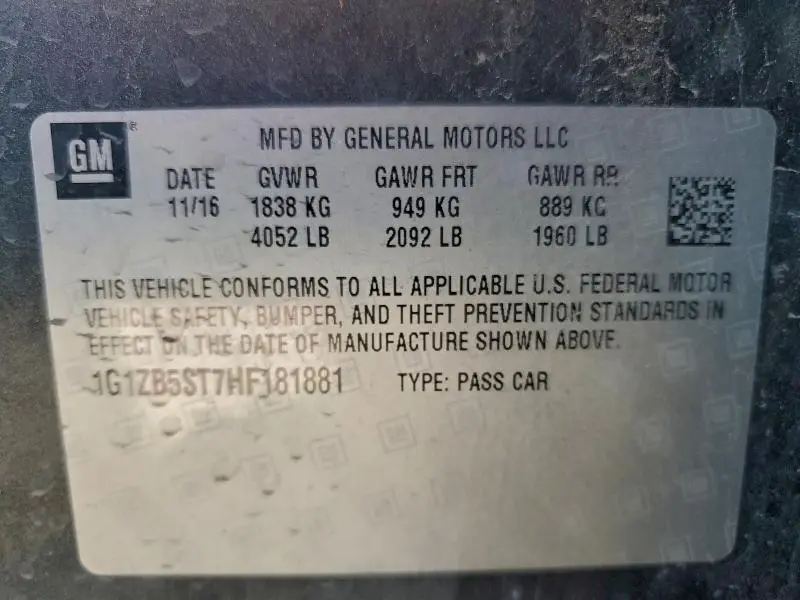 GM
MFD BY GENERAL MOTORS LLC
DATE GVWR GAWR FRT GAWR RR
11/16 1838 KG 949 KG 889 KG
4052 LB 2092 LB 1960 LB
THIS VEHICLE CONFORMS TO ALL APPLICABLE U.S. FEDERAL MOTOR
VEHICLE SAFETY, BUMPER, AND THEFT PREVENTION STANDARDS IN
EFFECT ON THE DATE OF MANUFACTURE SHOWN ABOVE.
1G1ZB5ST7HF181881 TYPE: PASS CAR